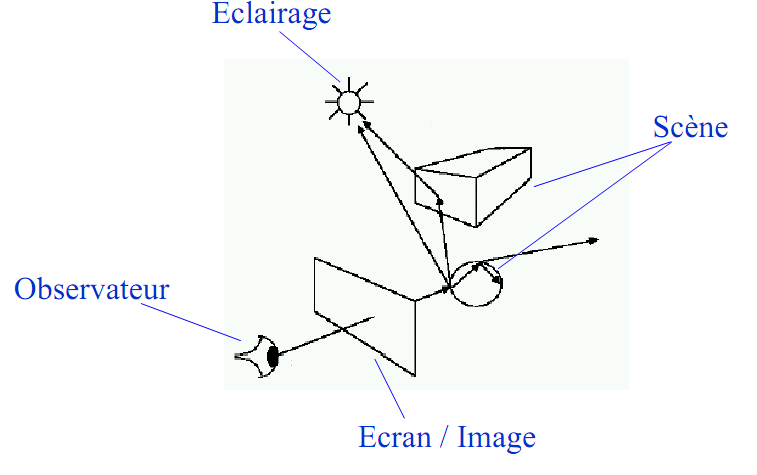 Eclairage
Scène
Observateur
Ecran / Image